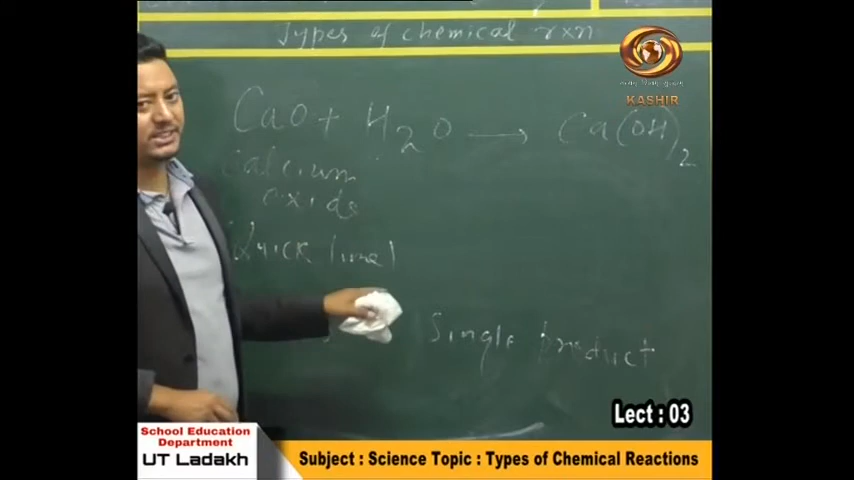 Types of chemical rxn
CaO + H2O → Ca(OH)2
Calcium
oxide
Quick lime
Single product
KASHIR
Lect : 03
School Education
Department
UT Ladakh
Subject : Science Topic : Types of Chemical Reactions